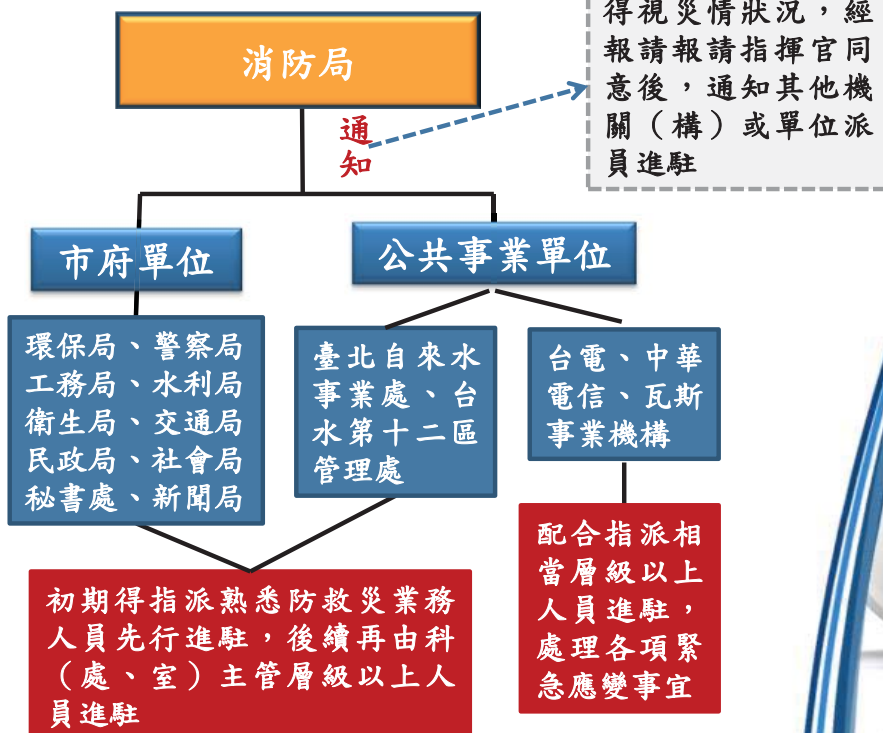 得視災情狀況，經
報請報請指揮官同
意後，通知其他機
關（構）或單位派
員進駐
消防局
通
知
市府單位
公共事業單位
環保局、警察局
工務局、水利局
衛生局、交通局
民政局、社會局
秘書處、新聞局
臺北自來水
事業處、台
水第十二區
管理處
台電、中華
電信、瓦斯
事業機構
初期得指派熟悉防救災業務
人員先行進駐，後續再由科
（處、室）主管層級以上人
員進駐
配合指派相
當層級以上
人員進駐，
處理各項緊
急應變事宜